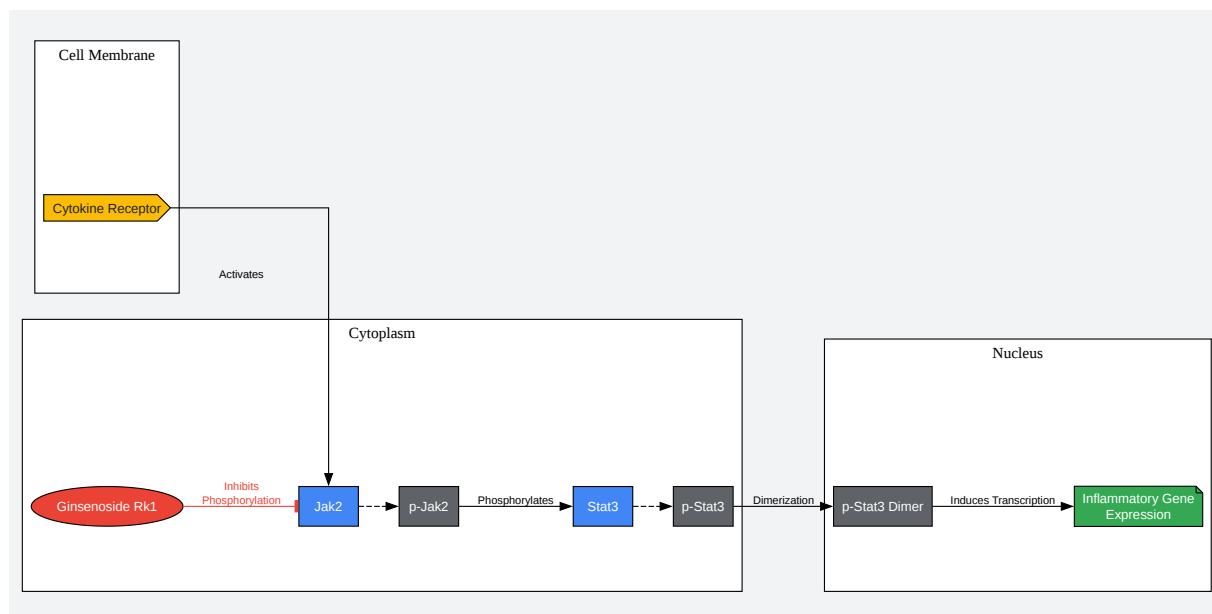 Cell Membrane
Cytokine Receptor
Activates
Cytoplasm
Nucleus
Ginsenoside Rk1
Inhibits
Phosphorylation
Jak2
p-Jak2
Phosphorylates
Stat3
p-Stat3
Dimerization
p-Stat3 Dimer
Induces Transcription
Inflammatory Gene
Expression